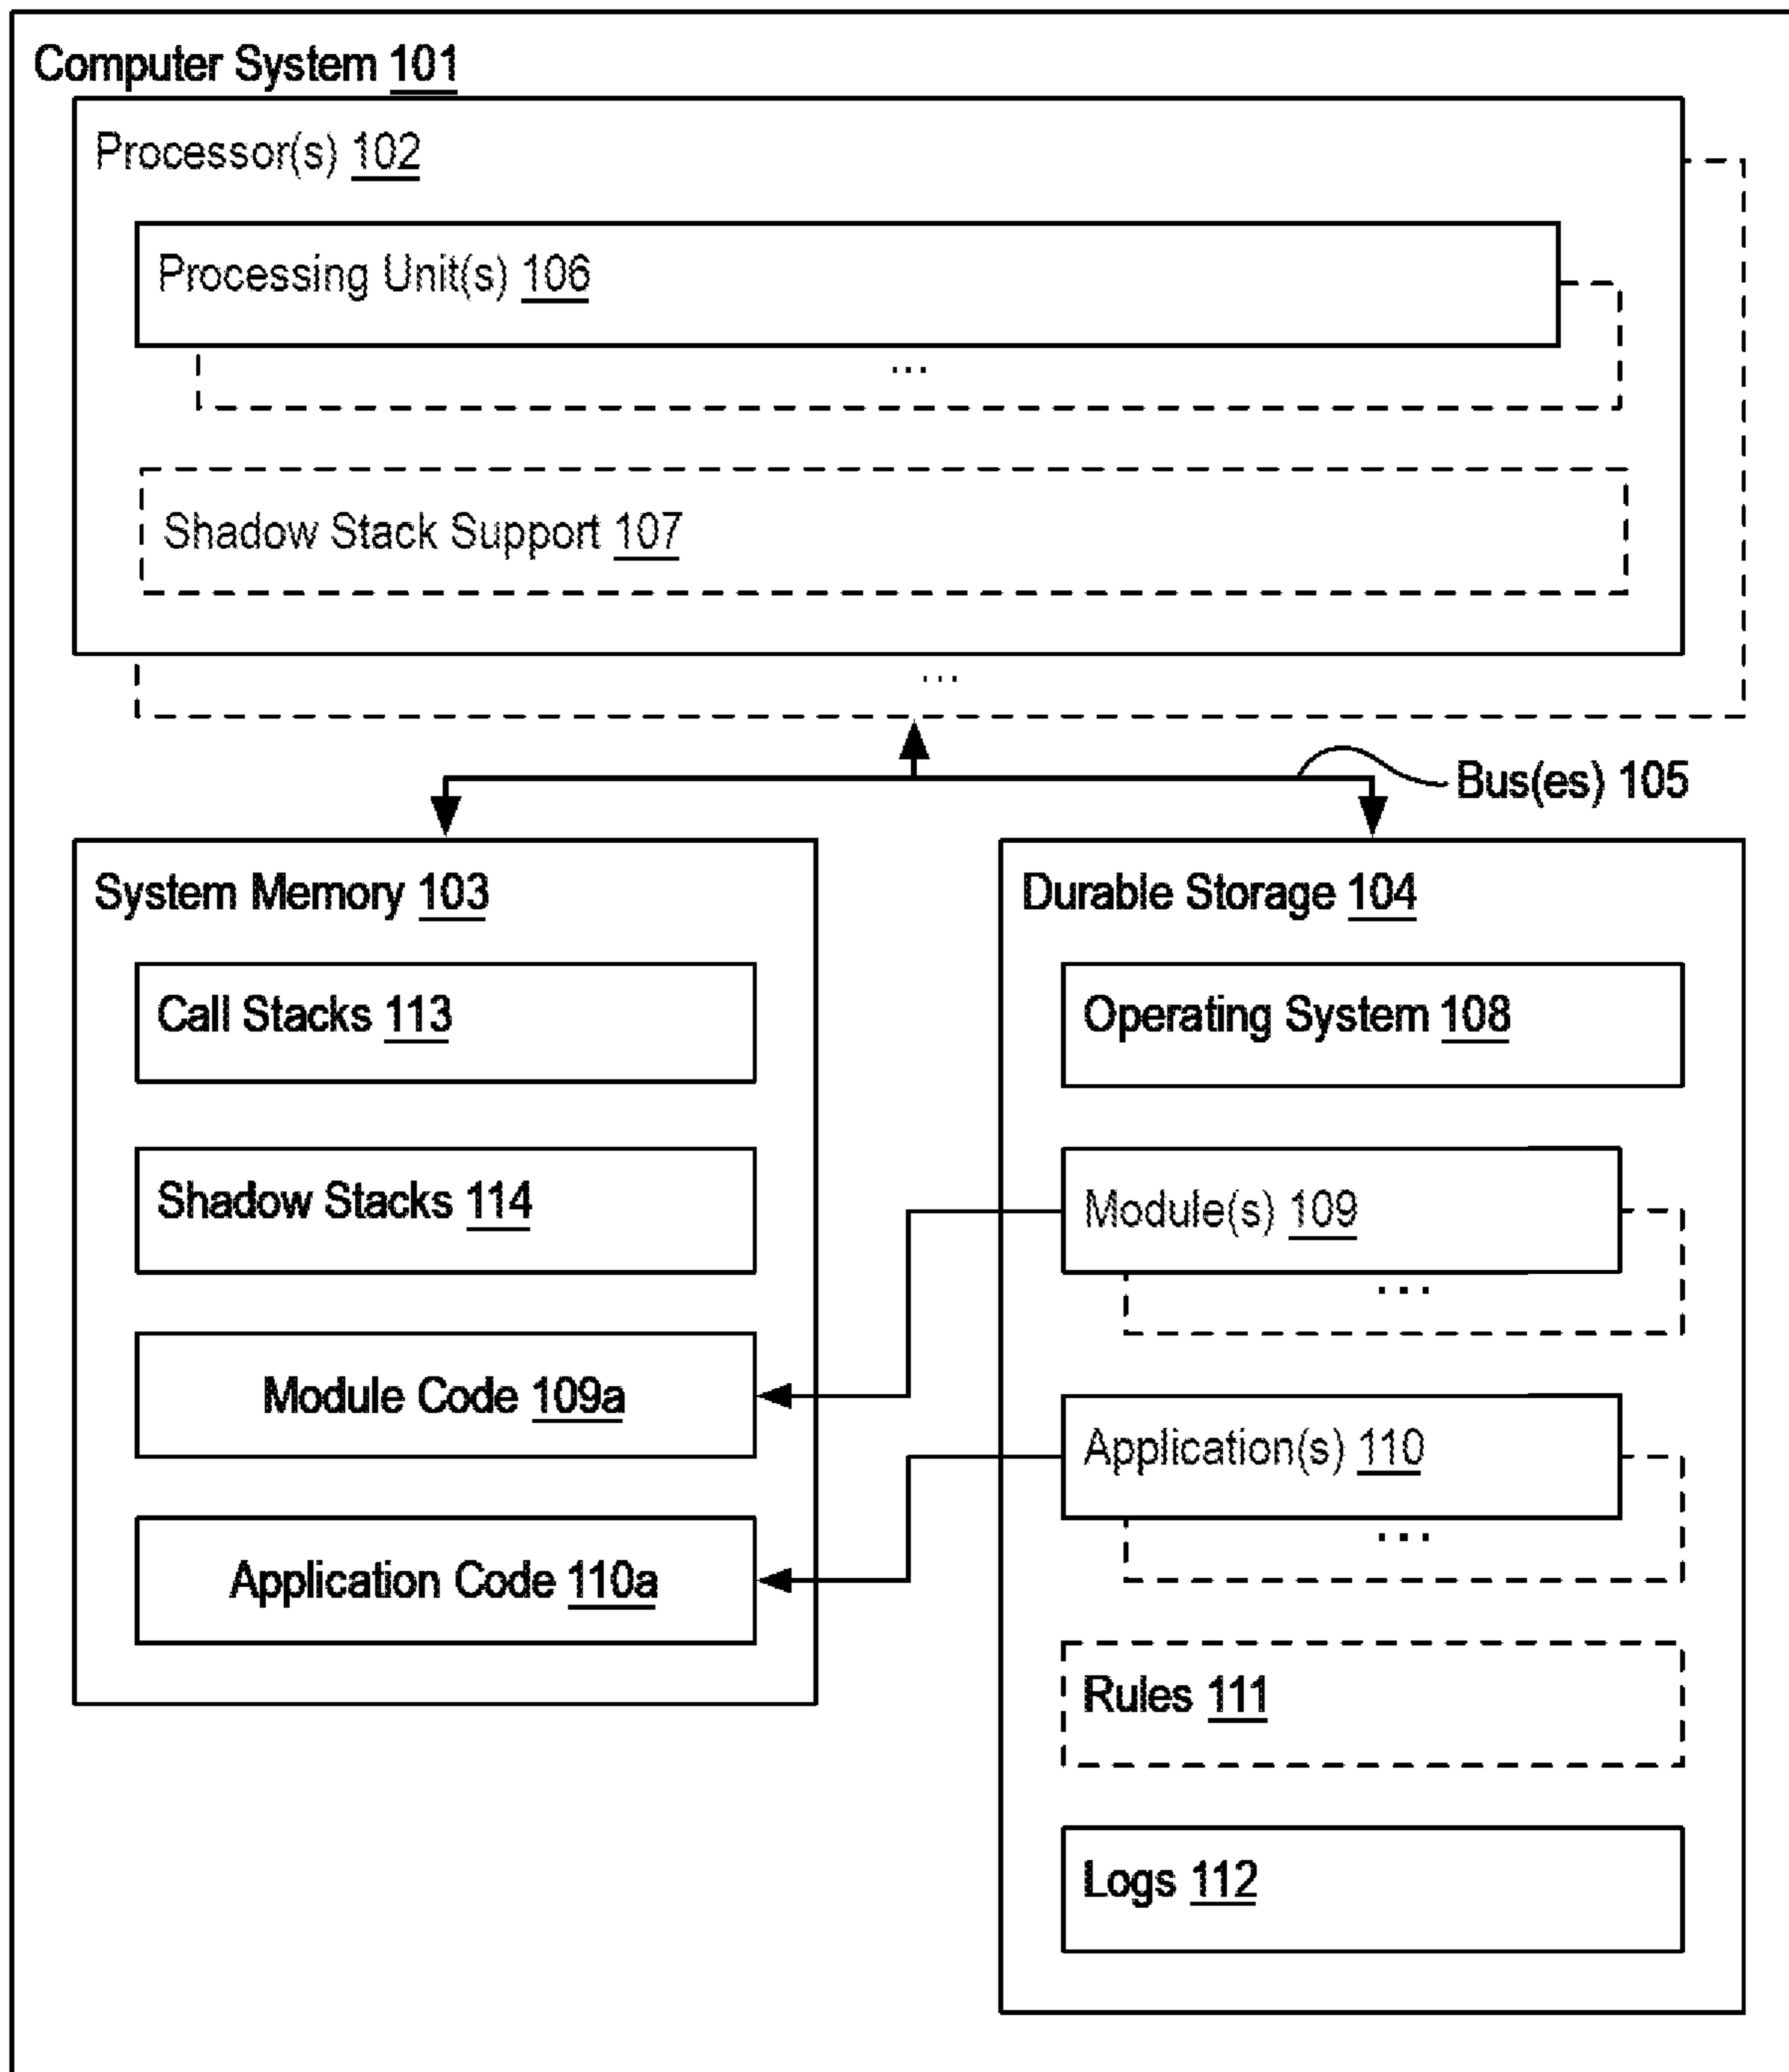 Computer System 101
Processor(s) 102
Processing Unit(s) 106
...
Shadow Stack Support 107
...
Bus(es) 105
System Memory 103
Call Stacks 113
Shadow Stacks 114
Module Code 109a
Application Code 110a
Durable Storage 104
Operating System 108
Module(s) 109
...
Application(s) 110
...
Rules 111
Logs 112